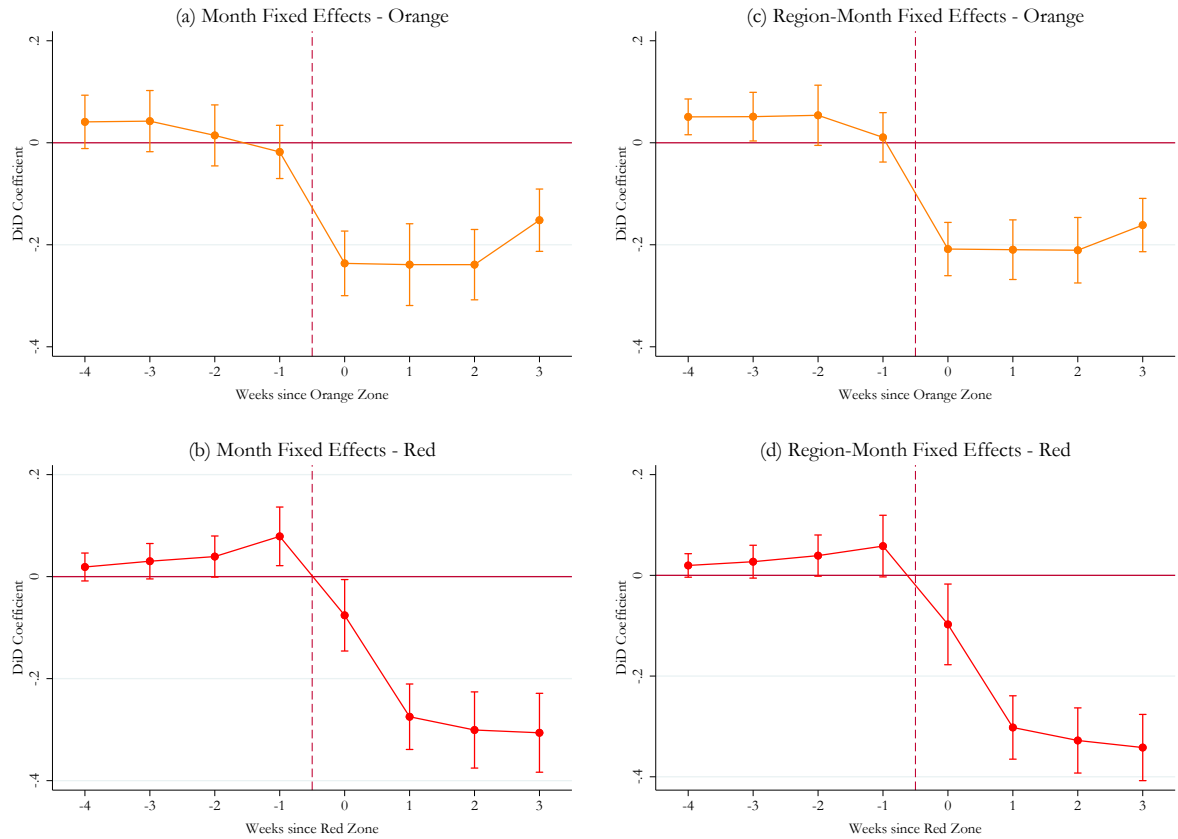 (a) Month Fixed Effects - Orange
.2
0
-.2
-.4
DiD Coefficient
-4 -3 -2 -1 0 1 2 3
Weeks since Orange Zone
(c) Region-Month Fixed Effects - Orange
.2
0
-.2
-.4
DiD Coefficient
-4 -3 -2 -1 0 1 2 3
Weeks since Orange Zone
(b) Month Fixed Effects - Red
.2
0
-.2
-.4
DiD Coefficient
-4 -3 -2 -1 0 1 2 3
Weeks since Red Zone
(d) Region-Month Fixed Effects - Red
.2
0
-.2
-.4
DiD Coefficient
-4 -3 -2 -1 0 1 2 3
Weeks since Red Zone